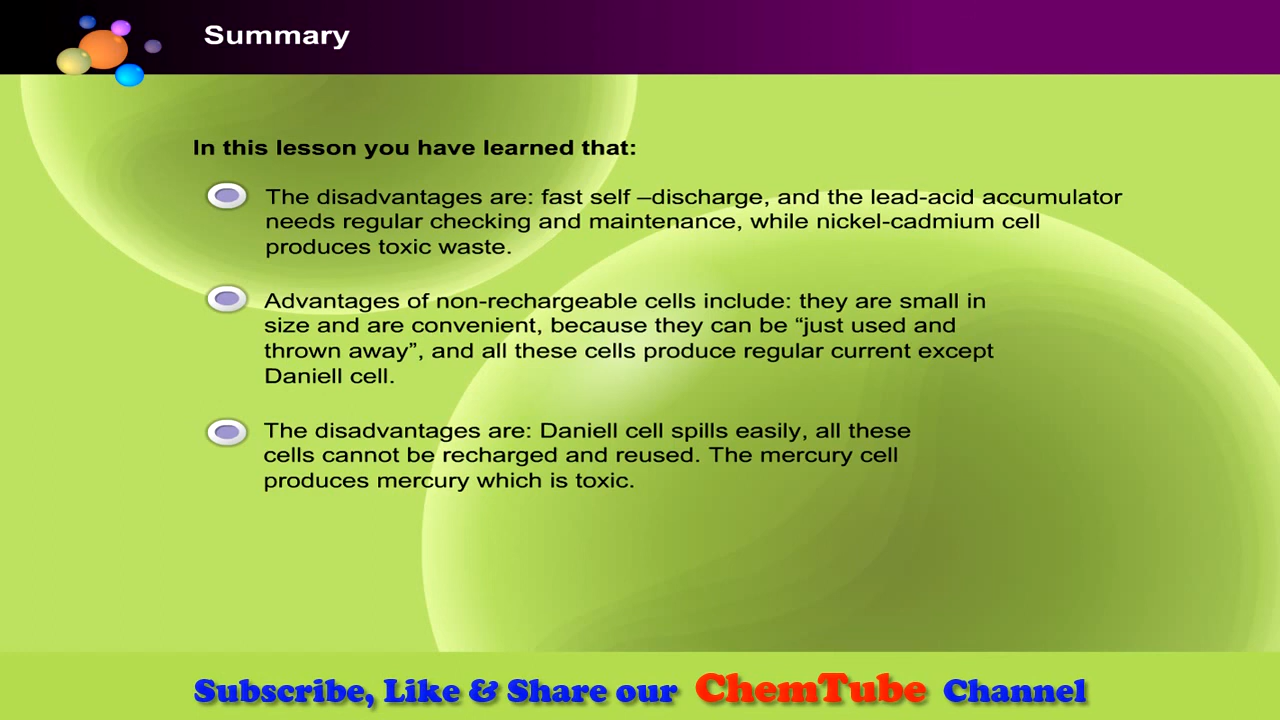 Summary
In this lesson you have learned that:
The disadvantages are: fast self –discharge, and the lead-acid accumulator
needs regular checking and maintenance, while nickel-cadmium cell
produces toxic waste.
Advantages of non-rechargeable cells include: they are small in
size and are convenient, because they can be “just used and
thrown away”, and all these cells produce regular current except
Daniell cell.
The disadvantages are: Daniell cell spills easily, all these
cells cannot be recharged and reused. The mercury cell
produces mercury which is toxic.
Subscribe, Like & Share our ChemTube Channel